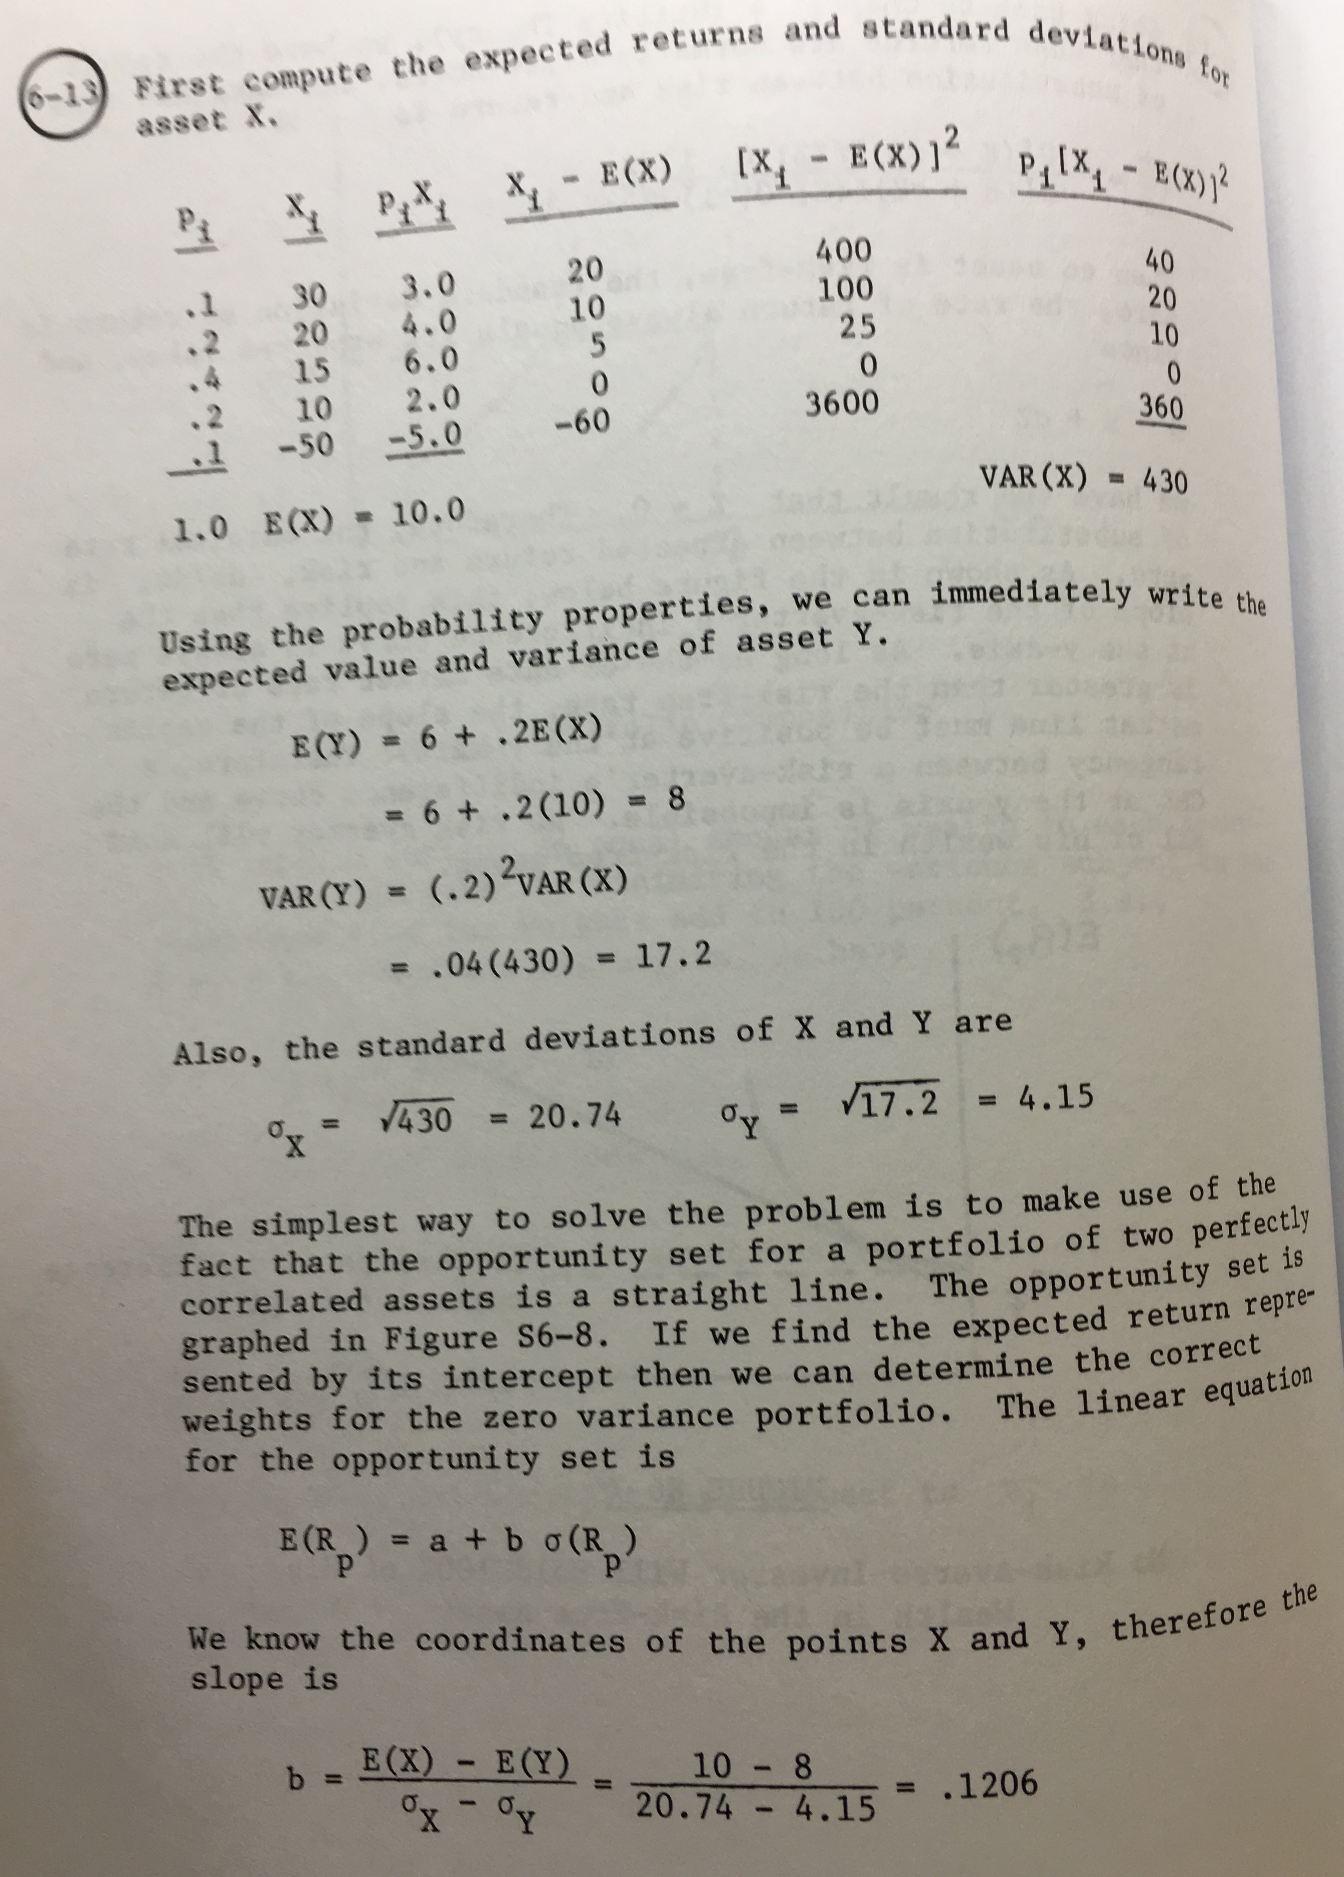 6-13 First compute the expected returns and standard deviations for
asset X.
p_i X_i p_iX_i X_i - E(X) [X_i - E(X)]² p_i[X_i - E(X)]²
.1 30 3.0 20 400 40
.2 20 4.0 10 100 20
.4 15 6.0 5 25 10
.2 10 2.0 0 0 0
.1 -50 -5.0 -60 3600 360
1.0 E(X) = 10.0 VAR(X) = 430
Using the probability properties, we can immediately write the
expected value and variance of asset Y.
E(Y) = 6 + .2E(X)
= 6 + .2(10) = 8
VAR(Y) = (.2)²VAR(X)
= .04(430) = 17.2
Also, the standard deviations of X and Y are
σ_X = √430 = 20.74 σ_Y = √17.2 = 4.15
The simplest way to solve the problem is to make use of the
fact that the opportunity set for a portfolio of two perfectly
correlated assets is a straight line. The opportunity set is
graphed in Figure S6-8. If we find the expected return repre-
sented by its intercept then we can determine the correct
weights for the zero variance portfolio. The linear equation
for the opportunity set is
E(R_p) = a + b σ(R_p)
We know the coordinates of the points X and Y, therefore the
slope is
b = (E(X) - E(Y)) / (σ_X - σ_Y) = (10 - 8) / (20.74 - 4.15) = .1206